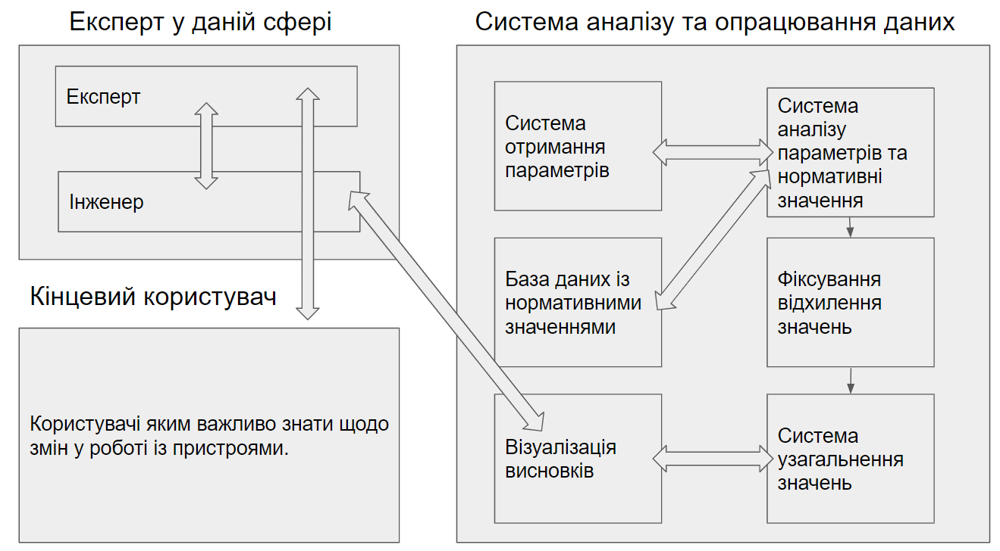 Експерт у даній сфері
Експерт
Інженер
Кінцевий користувач
Користувачі яким важливо знати щодо
змін у роботі із пристроями.
Система аналізу та опрацювання даних
Система
отримання
параметрів
Система
аналізу
параметрів та
нормативні
значення
База даних із
нормативними
значеннями
Фіксування
відхилення
значень
Візуалізація
висновків
Система
узагальнення
значень